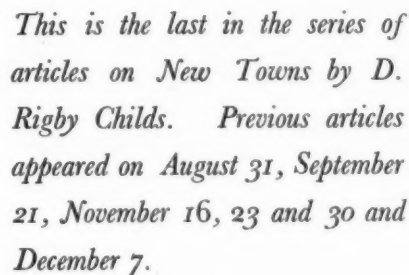 This is the last in the series of
articles on New Towns by D.
Rigby Childs. Previous articles
appeared on August 31, September
21, November 16, 23 and 30 and
December 7.